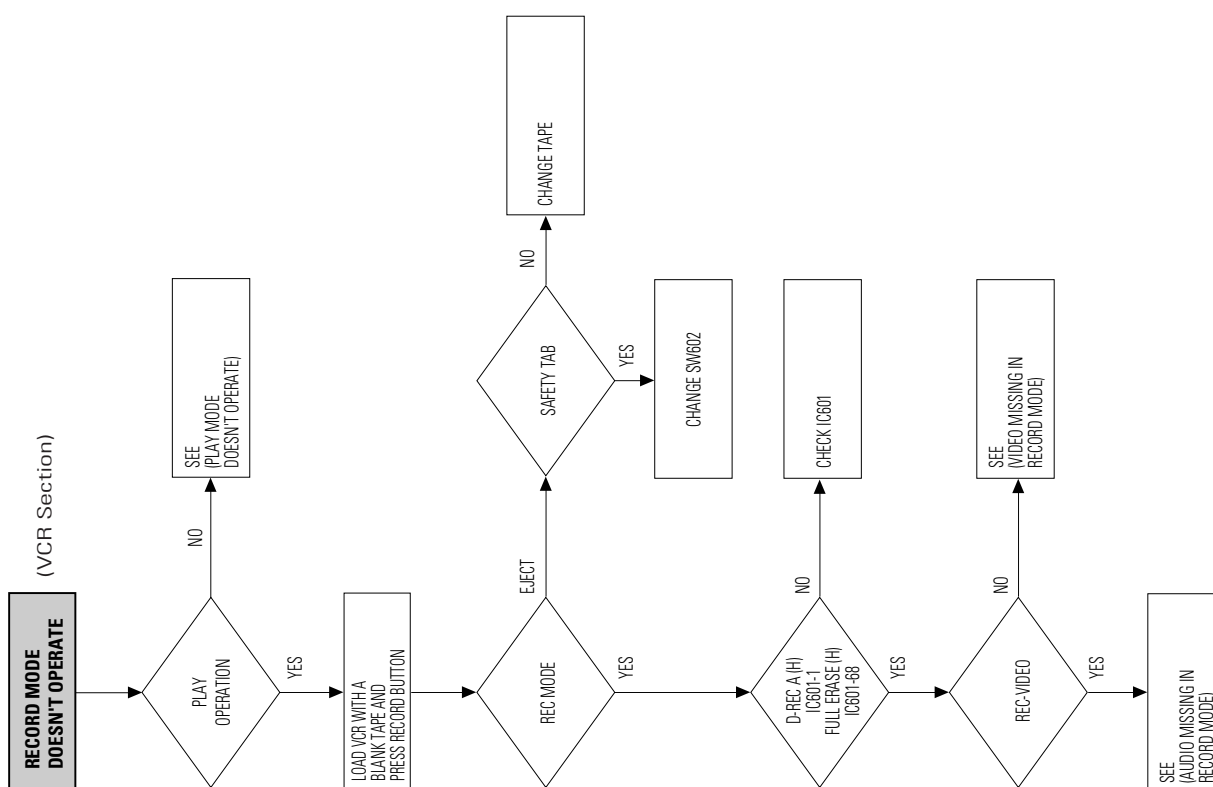 RECORD MODE
DOESN'T OPERATE
(VCR Section)
PLAY
OPERATION
NO
SEE
(PLAY MODE
DOESN'T OPERATE)
YES
LOAD VCR WITH A
BLANK TAPE AND
PRESS RECORD BUTTON
REC MODE
EJECT
SAFETY TAB
NO
CHANGE TAPE
YES
CHANGE SW602
YES
D-REC A (H)
IC601-1
FULL ERASE (H)
IC601-68
NO
CHECK IC601
YES
REC-VIDEO
NO
SEE
(VIDEO MISSING IN
RECORD MODE)
YES
SEE
(AUDIO MISSING IN
RECORD MODE)